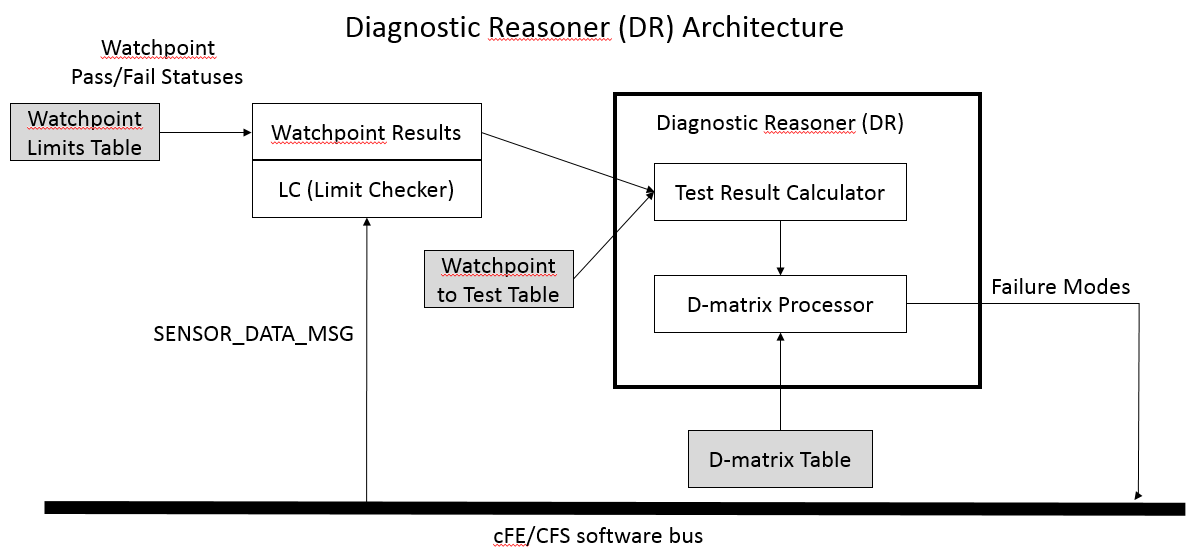 Diagnostic Reasoner (DR) Architecture
Watchpoint
Pass/Fail Statuses
Watchpoint
Limits Table
Watchpoint Results
LC (Limit Checker)
Diagnostic Reasoner (DR)
Test Result Calculator
Watchpoint
to Test Table
D-matrix Processor
Failure Modes
SENSOR_DATA_MSG
D-matrix Table
cFE/CFS software bus